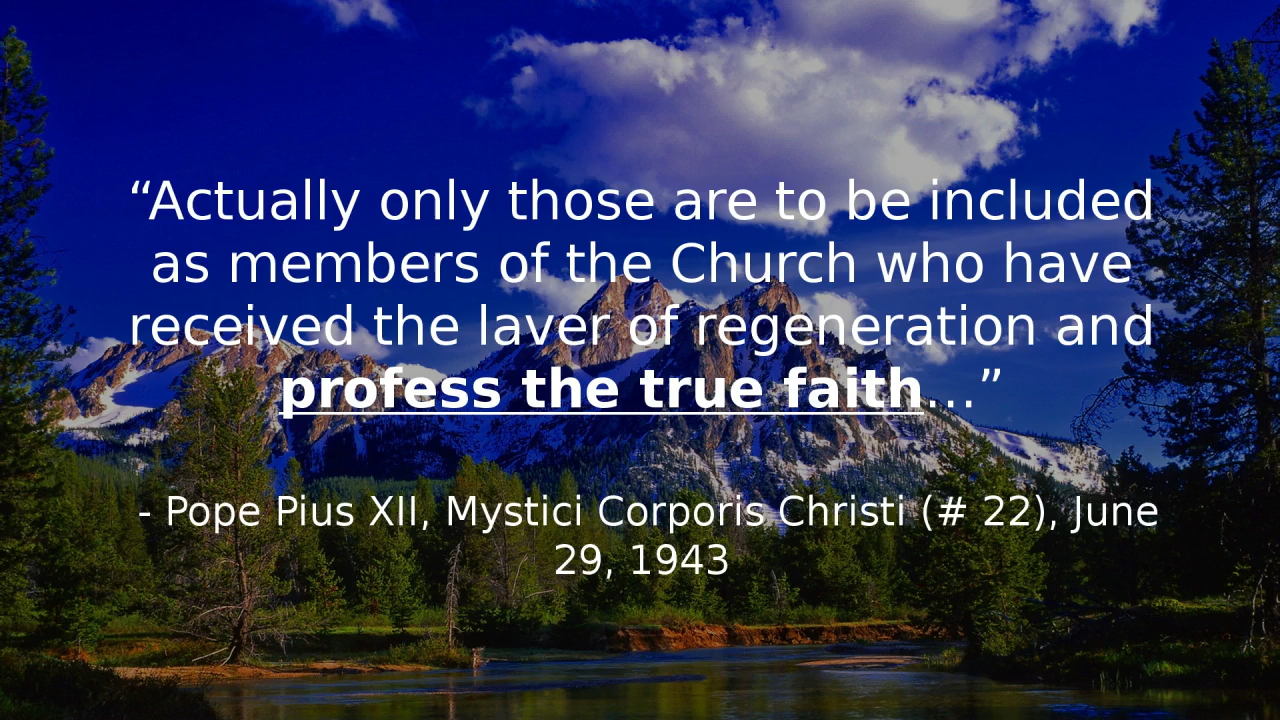 “Actually only those are to be included
as members of the Church who have
received the laver of regeneration and
profess the true faith...”
- Pope Pius XII, Mystici Corporis Christi (# 22), June
29, 1943